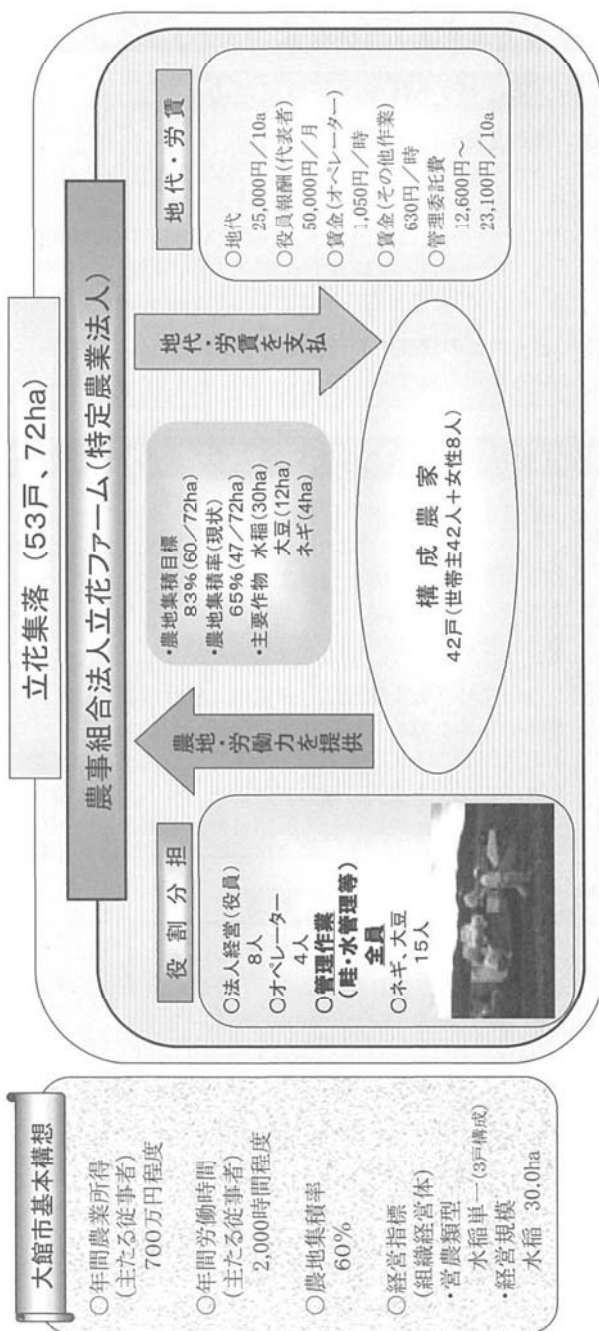 大館市基本構想
○年間農業所得
(主たる従事者)
700万円程度
○年間労働時間
(主たる従事者)
2,000時間程度
○農地集積率
60%
○経営指標
(組織経営体)
・営農類型
水稲単一(3戸構成)
・経営規模
水稲 30.0ha
立花集落 (53戸、72ha)
農事組合法人立花ファーム(特定農業法人)
役割分担
○法人経営(役員)
8人
○オペレーター
4人
○管理作業
(畦・水管理等)
全員
○ネギ、大豆
15人
農地・労働力を提供
・農地集積目標
83%(60/72ha)
・農地集積率(現状)
65%(47/72ha)
・主要作物 水稲(30ha)
大豆(12ha)
ネギ(4ha)
地代・労賃を支払
構成農家
42戸(世帯主42人+女性8人)
地代・労賃
○地代
25,000円/10a
○役員報酬(代表者)
50,000円/月
○賃金(オペレーター)
1,050円/時
○賃金(その他作業)
630円/時
○管理委託費
12,600円~
23,100円/10a